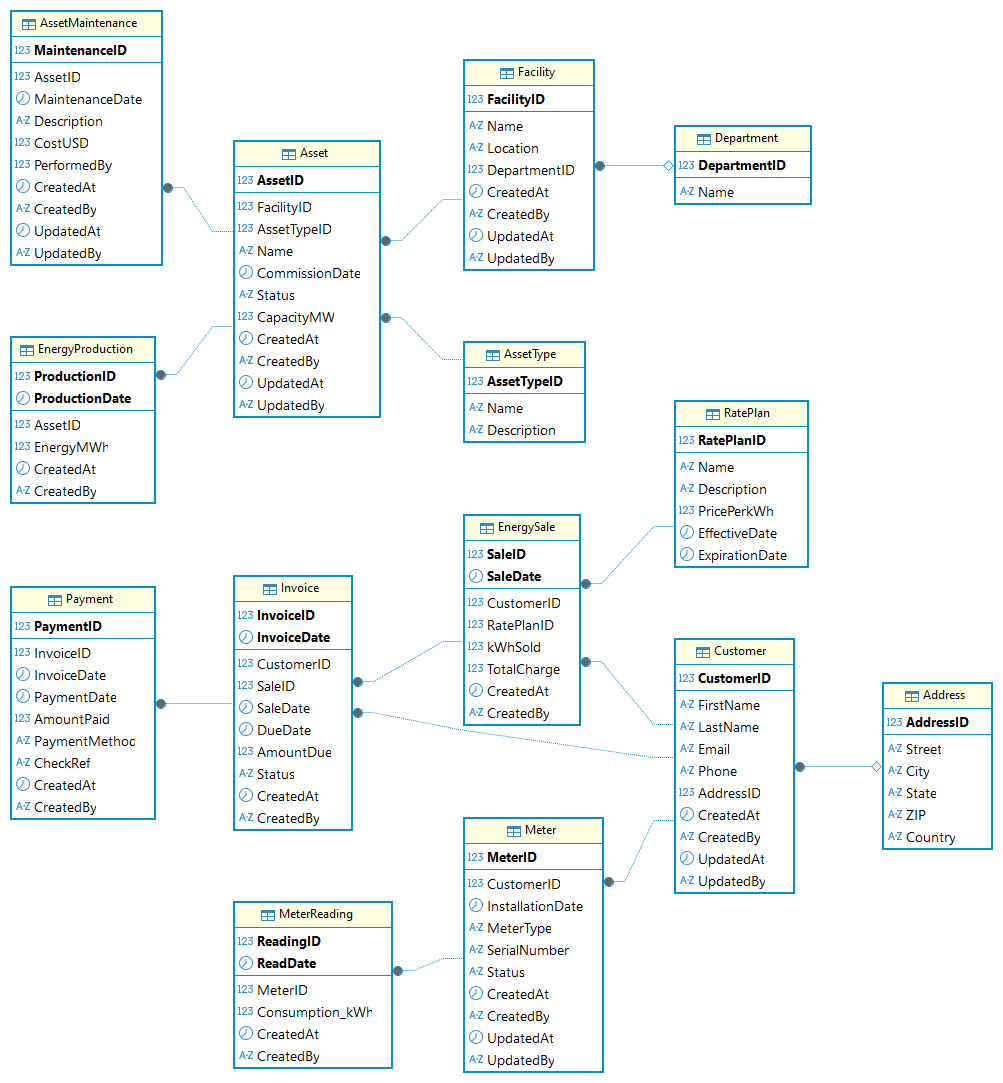 AssetMaintenance
123 MaintenanceID
123 AssetID
MaintenanceDate
A-Z Description
123 CostUSD
123 PerformedBy
CreatedAt
A-Z CreatedBy
UpdatedAt
A-Z UpdatedBy
Asset
123 AssetID
123 FacilityID
123 AssetTypeID
A-Z Name
CommissionDate
A-Z Status
123 CapacityMW
CreatedAt
A-Z CreatedBy
UpdatedAt
A-Z UpdatedBy
Facility
123 FacilityID
A-Z Name
A-Z Location
123 DepartmentID
CreatedAt
A-Z CreatedBy
UpdatedAt
A-Z UpdatedBy
Department
123 DepartmentID
A-Z Name
EnergyProduction
123 ProductionID
ProductionDate
123 AssetID
123 EnergyMWh
CreatedAt
A-Z CreatedBy
AssetType
123 AssetTypeID
A-Z Name
A-Z Description
RatePlan
123 RatePlanID
A-Z Name
A-Z Description
123 PricePerkWh
EffectiveDate
ExpirationDate
EnergySale
123 SaleID
SaleDate
123 CustomerID
123 RatePlanID
123 kWhSold
123 TotalCharge
CreatedAt
A-Z CreatedBy
Payment
123 PaymentID
123 InvoiceID
InvoiceDate
PaymentDate
123 AmountPaid
A-Z PaymentMethod
A-Z CheckRef
CreatedAt
A-Z CreatedBy
Invoice
123 InvoiceID
InvoiceDate
123 CustomerID
123 SaleID
SaleDate
DueDate
123 AmountDue
A-Z Status
CreatedAt
A-Z CreatedBy
Customer
123 CustomerID
A-Z FirstName
A-Z LastName
A-Z Email
A-Z Phone
123 AddressID
CreatedAt
A-Z CreatedBy
UpdatedAt
A-Z UpdatedBy
Address
123 AddressID
A-Z Street
A-Z City
A-Z State
A-Z ZIP
A-Z Country
Meter
123 MeterID
123 CustomerID
InstallationDate
A-Z MeterType
A-Z SerialNumber
A-Z Status
CreatedAt
A-Z CreatedBy
UpdatedAt
A-Z UpdatedBy
MeterReading
123 ReadingID
ReadDate
123 MeterID
123 Consumption_kWh
CreatedAt
A-Z CreatedBy